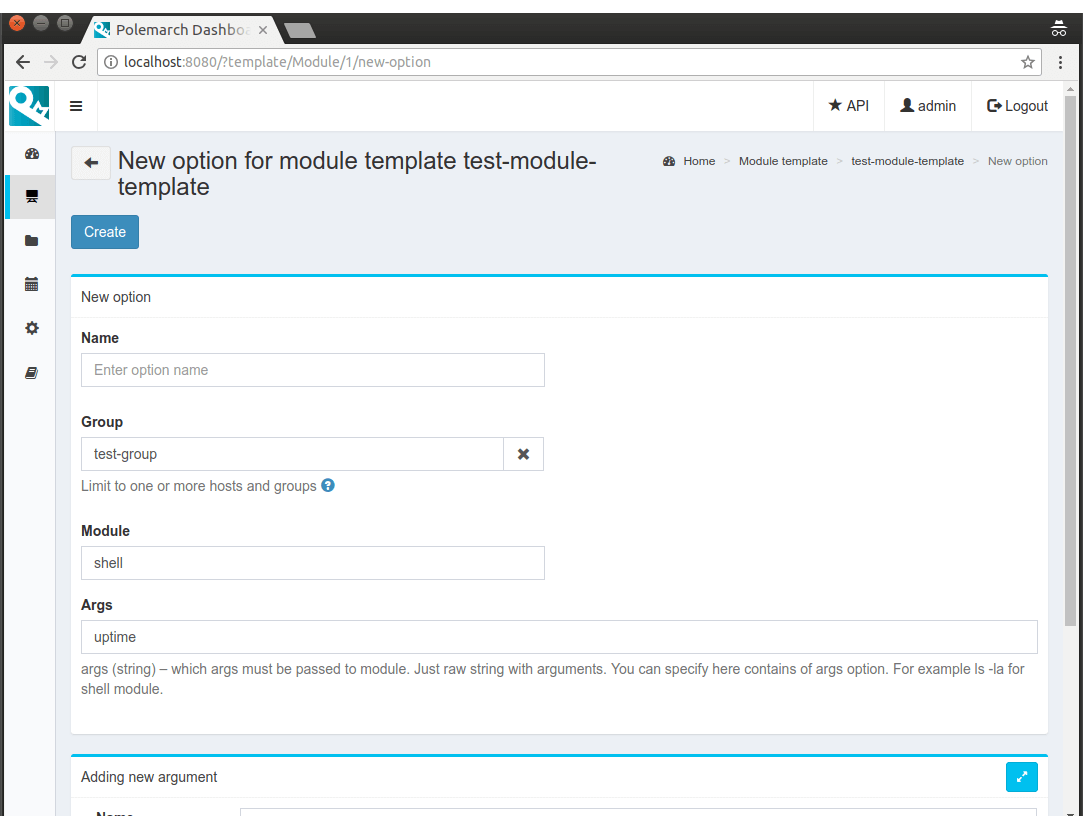 Polemarch Dashboa
localhost:8080/?template/Module/1/new-option
API
admin
Logout
New option for module template test-module-
template
Home > Module template > test-module-template > New option
Create
New option
Name
Enter option name
Group
test-group
Limit to one or more hosts and groups
Module
shell
Args
uptime
args (string) – which args must be passed to module. Just raw string with arguments. You can specify here contains of args option. For example ls -la for
shell module.
Adding new argument
Name